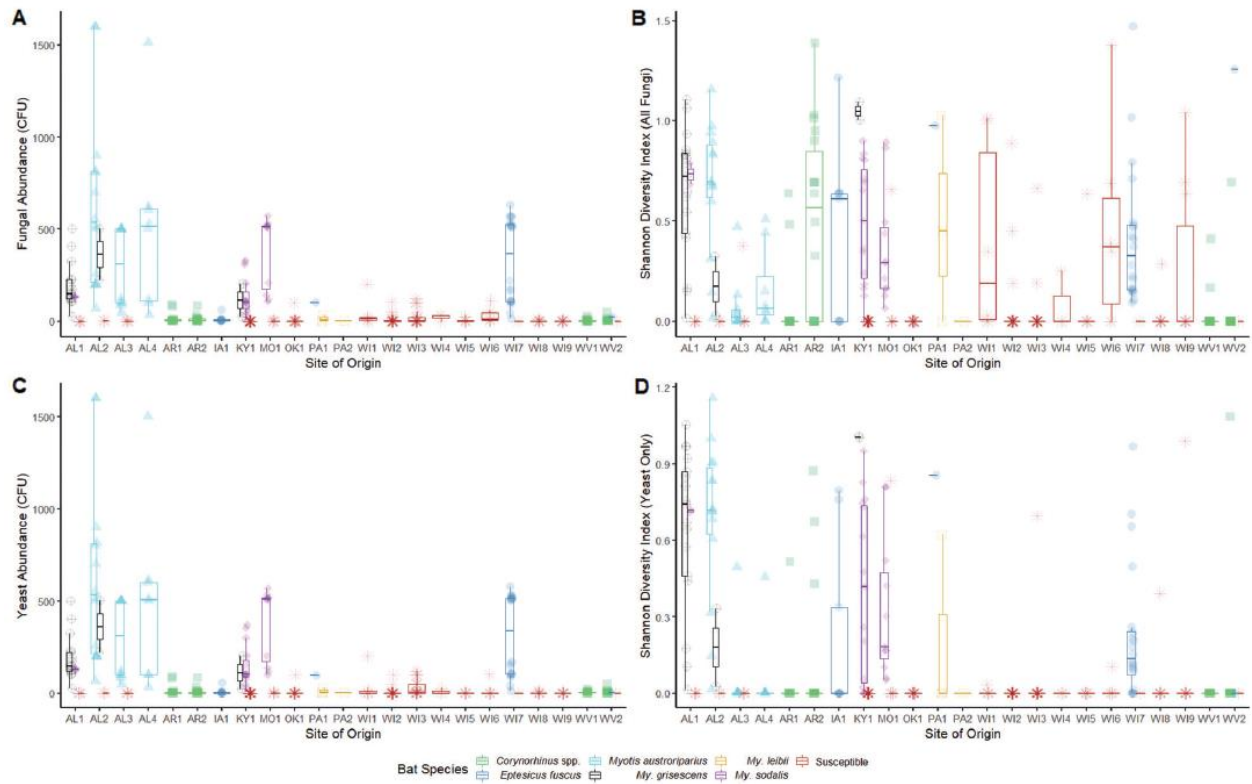 A
Fungal Abundance (CFU)
1500
1000
500
0
AL1 AL2 AL3 AL4 AR1 AR2 IA1 KY1 MO1 OK1 PA1 PA2 WI1 WI2 WI3 WI4 WI5 WI6 WI7 WI8 WI9 WV1 WV2
Site of Origin
B
Shannon Diversity Index (All Fungi)
1.5
1.0
0.5
0.0
AL1 AL2 AL3 AL4 AR1 AR2 IA1 KY1 MO1 OK1 PA1 PA2 WI1 WI2 WI3 WI4 WI5 WI6 WI7 WI8 WI9 WV1 WV2
Site of Origin
C
Yeast Abundance (CFU)
1500
1000
500
0
AL1 AL2 AL3 AL4 AR1 AR2 IA1 KY1 MO1 OK1 PA1 PA2 WI1 WI2 WI3 WI4 WI5 WI6 WI7 WI8 WI9 WV1 WV2
Site of Origin
D
Shannon Diversity Index (Yeast Only)
1.2
0.9
0.6
0.3
0.0
AL1 AL2 AL3 AL4 AR1 AR2 IA1 KY1 MO1 OK1 PA1 PA2 WI1 WI2 WI3 WI4 WI5 WI6 WI7 WI8 WI9 WV1 WV2
Site of Origin
Bat Species
Corynorhinus spp. Myotis austroriparius My. leibii Susceptible
Eptesicus fuscus My. grisescens My. sodalis